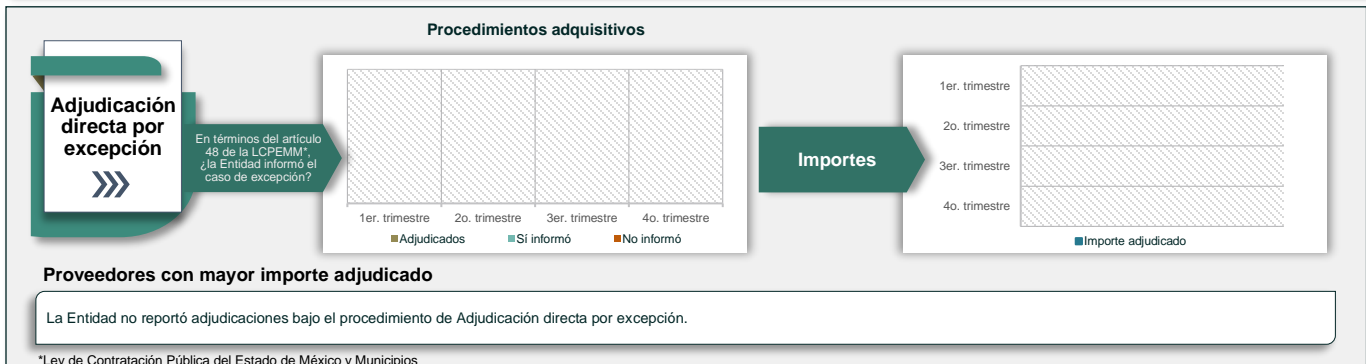 Procedimientos adquisitivos
Adjudicación
directa por
excepción
En términos del artículo
48 de la LCPEMM*,
¿la Entidad informó el
caso de excepción?
1er. trimestre
2o. trimestre
3er. trimestre
4o. trimestre
Adjudicados
Sí informó
No informó
Importes
1er. trimestre
2o. trimestre
3er. trimestre
4o. trimestre
Importe adjudicado
Proveedores con mayor importe adjudicado
La Entidad no reportó adjudicaciones bajo el procedimiento de Adjudicación directa por excepción.
*Ley de Contratación Pública del Estado de México y Municipios